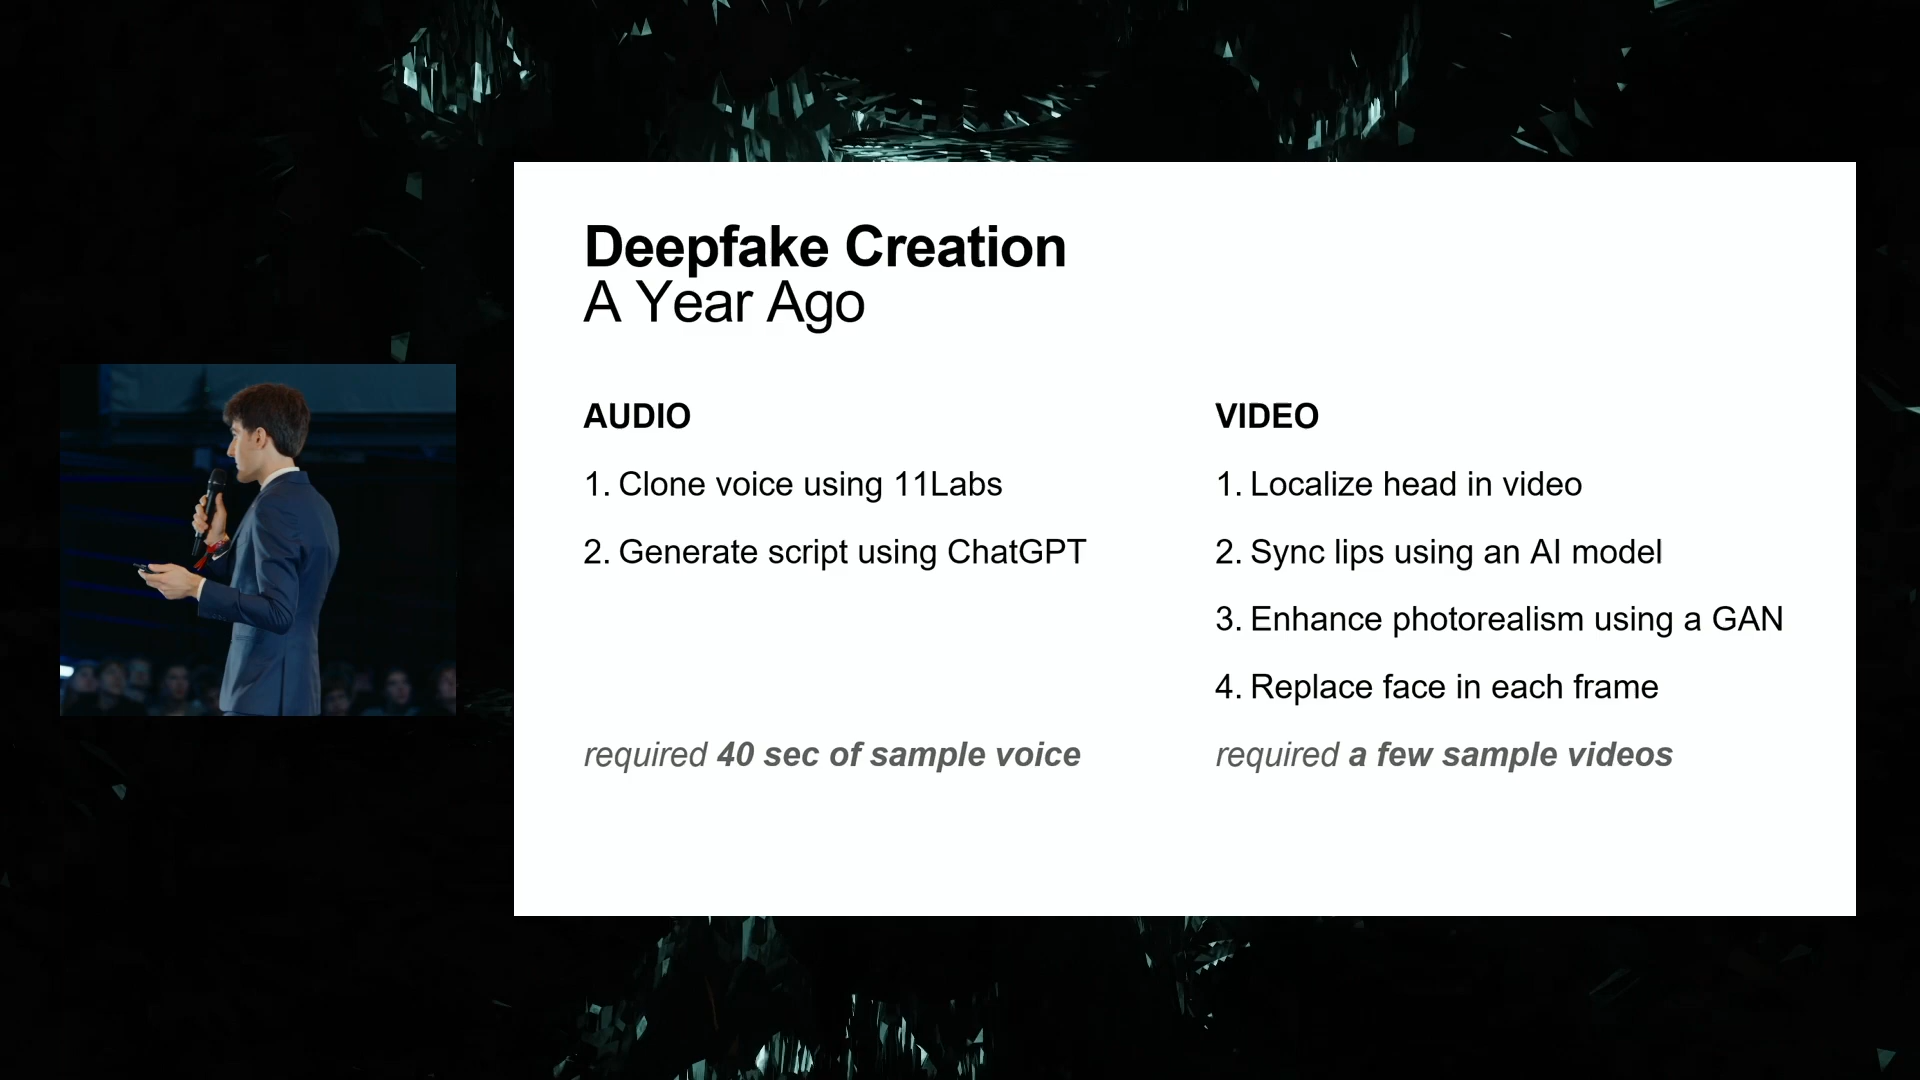 Deepfake Creation
A Year Ago
AUDIO
1. Clone voice using 11Labs
2. Generate script using ChatGPT
required 40 sec of sample voice
VIDEO
1. Localize head in video
2. Sync lips using an AI model
3. Enhance photorealism using a GAN
4. Replace face in each frame
required a few sample videos